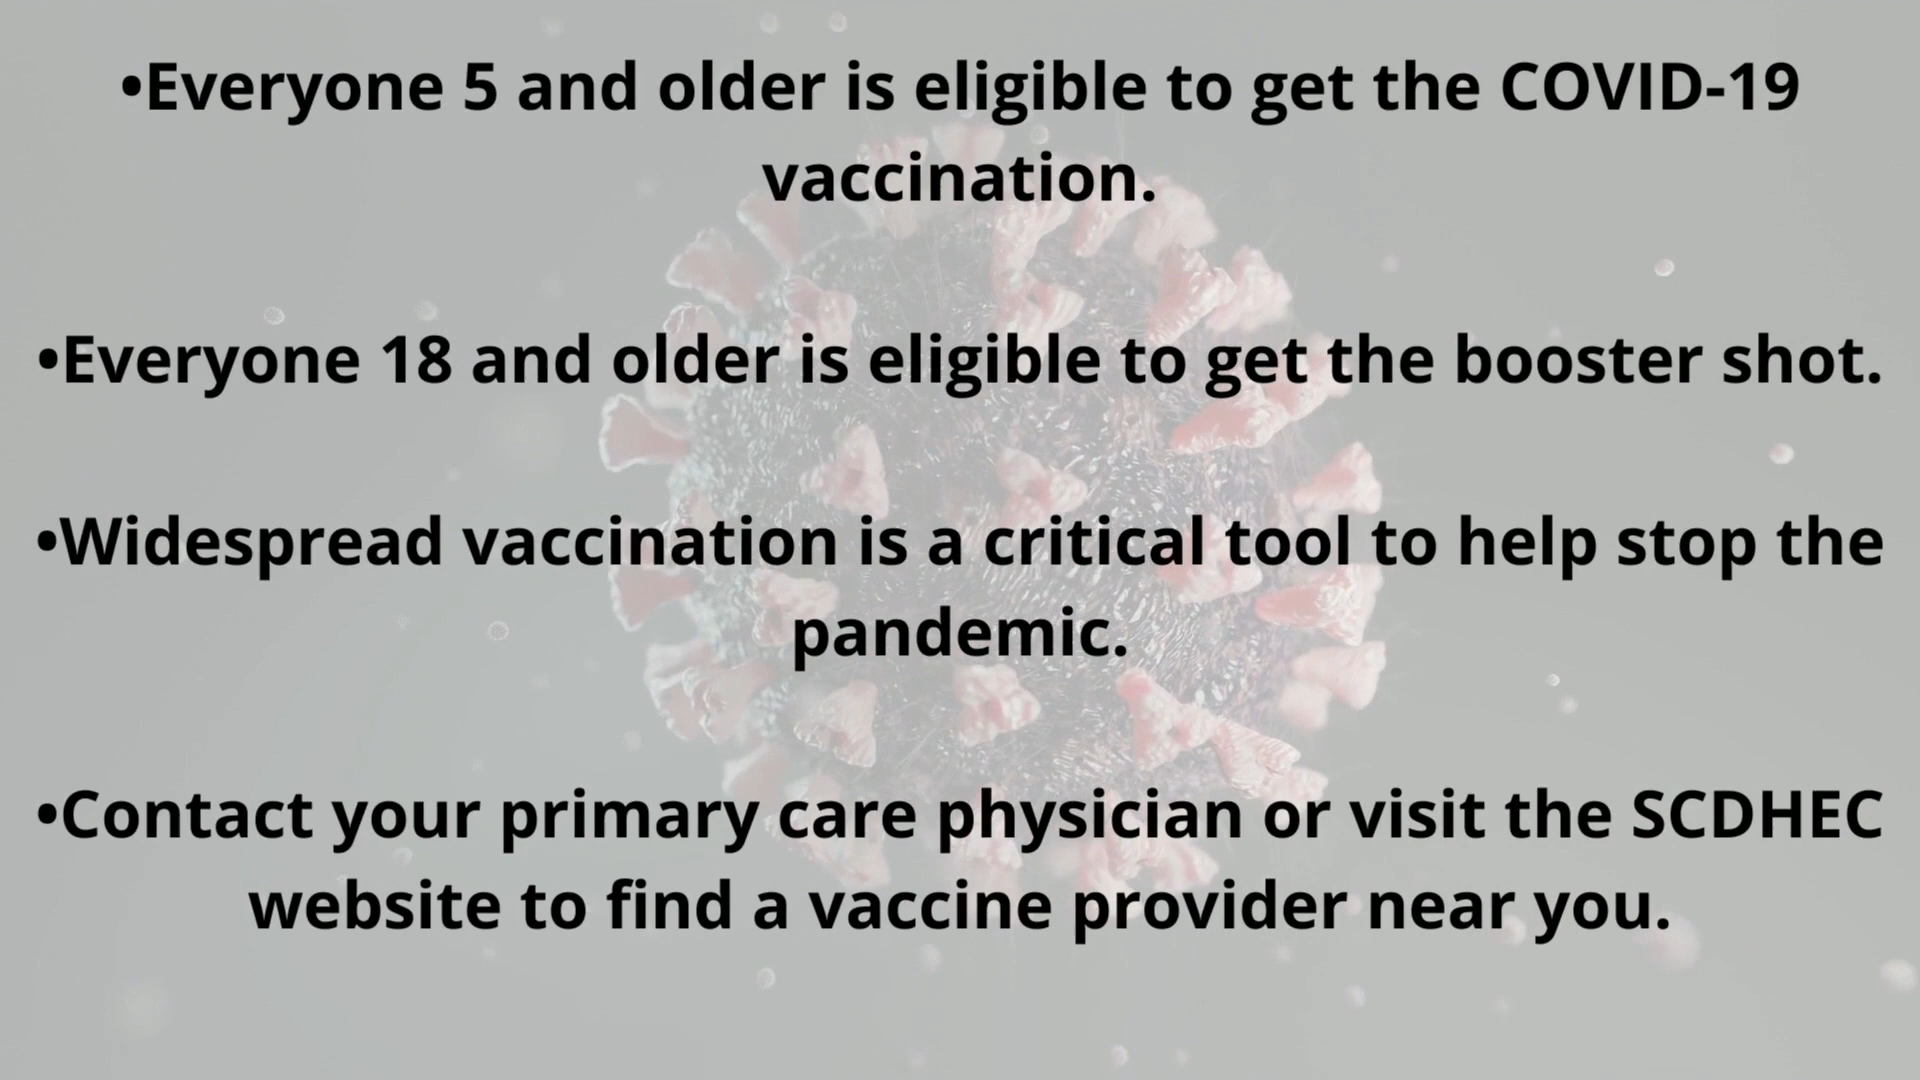 •Everyone 5 and older is eligible to get the COVID-19
vaccination.
•Everyone 18 and older is eligible to get the booster shot.
•Widespread vaccination is a critical tool to help stop the
pandemic.
•Contact your primary care physician or visit the SCDHEC
website to find a vaccine provider near you.